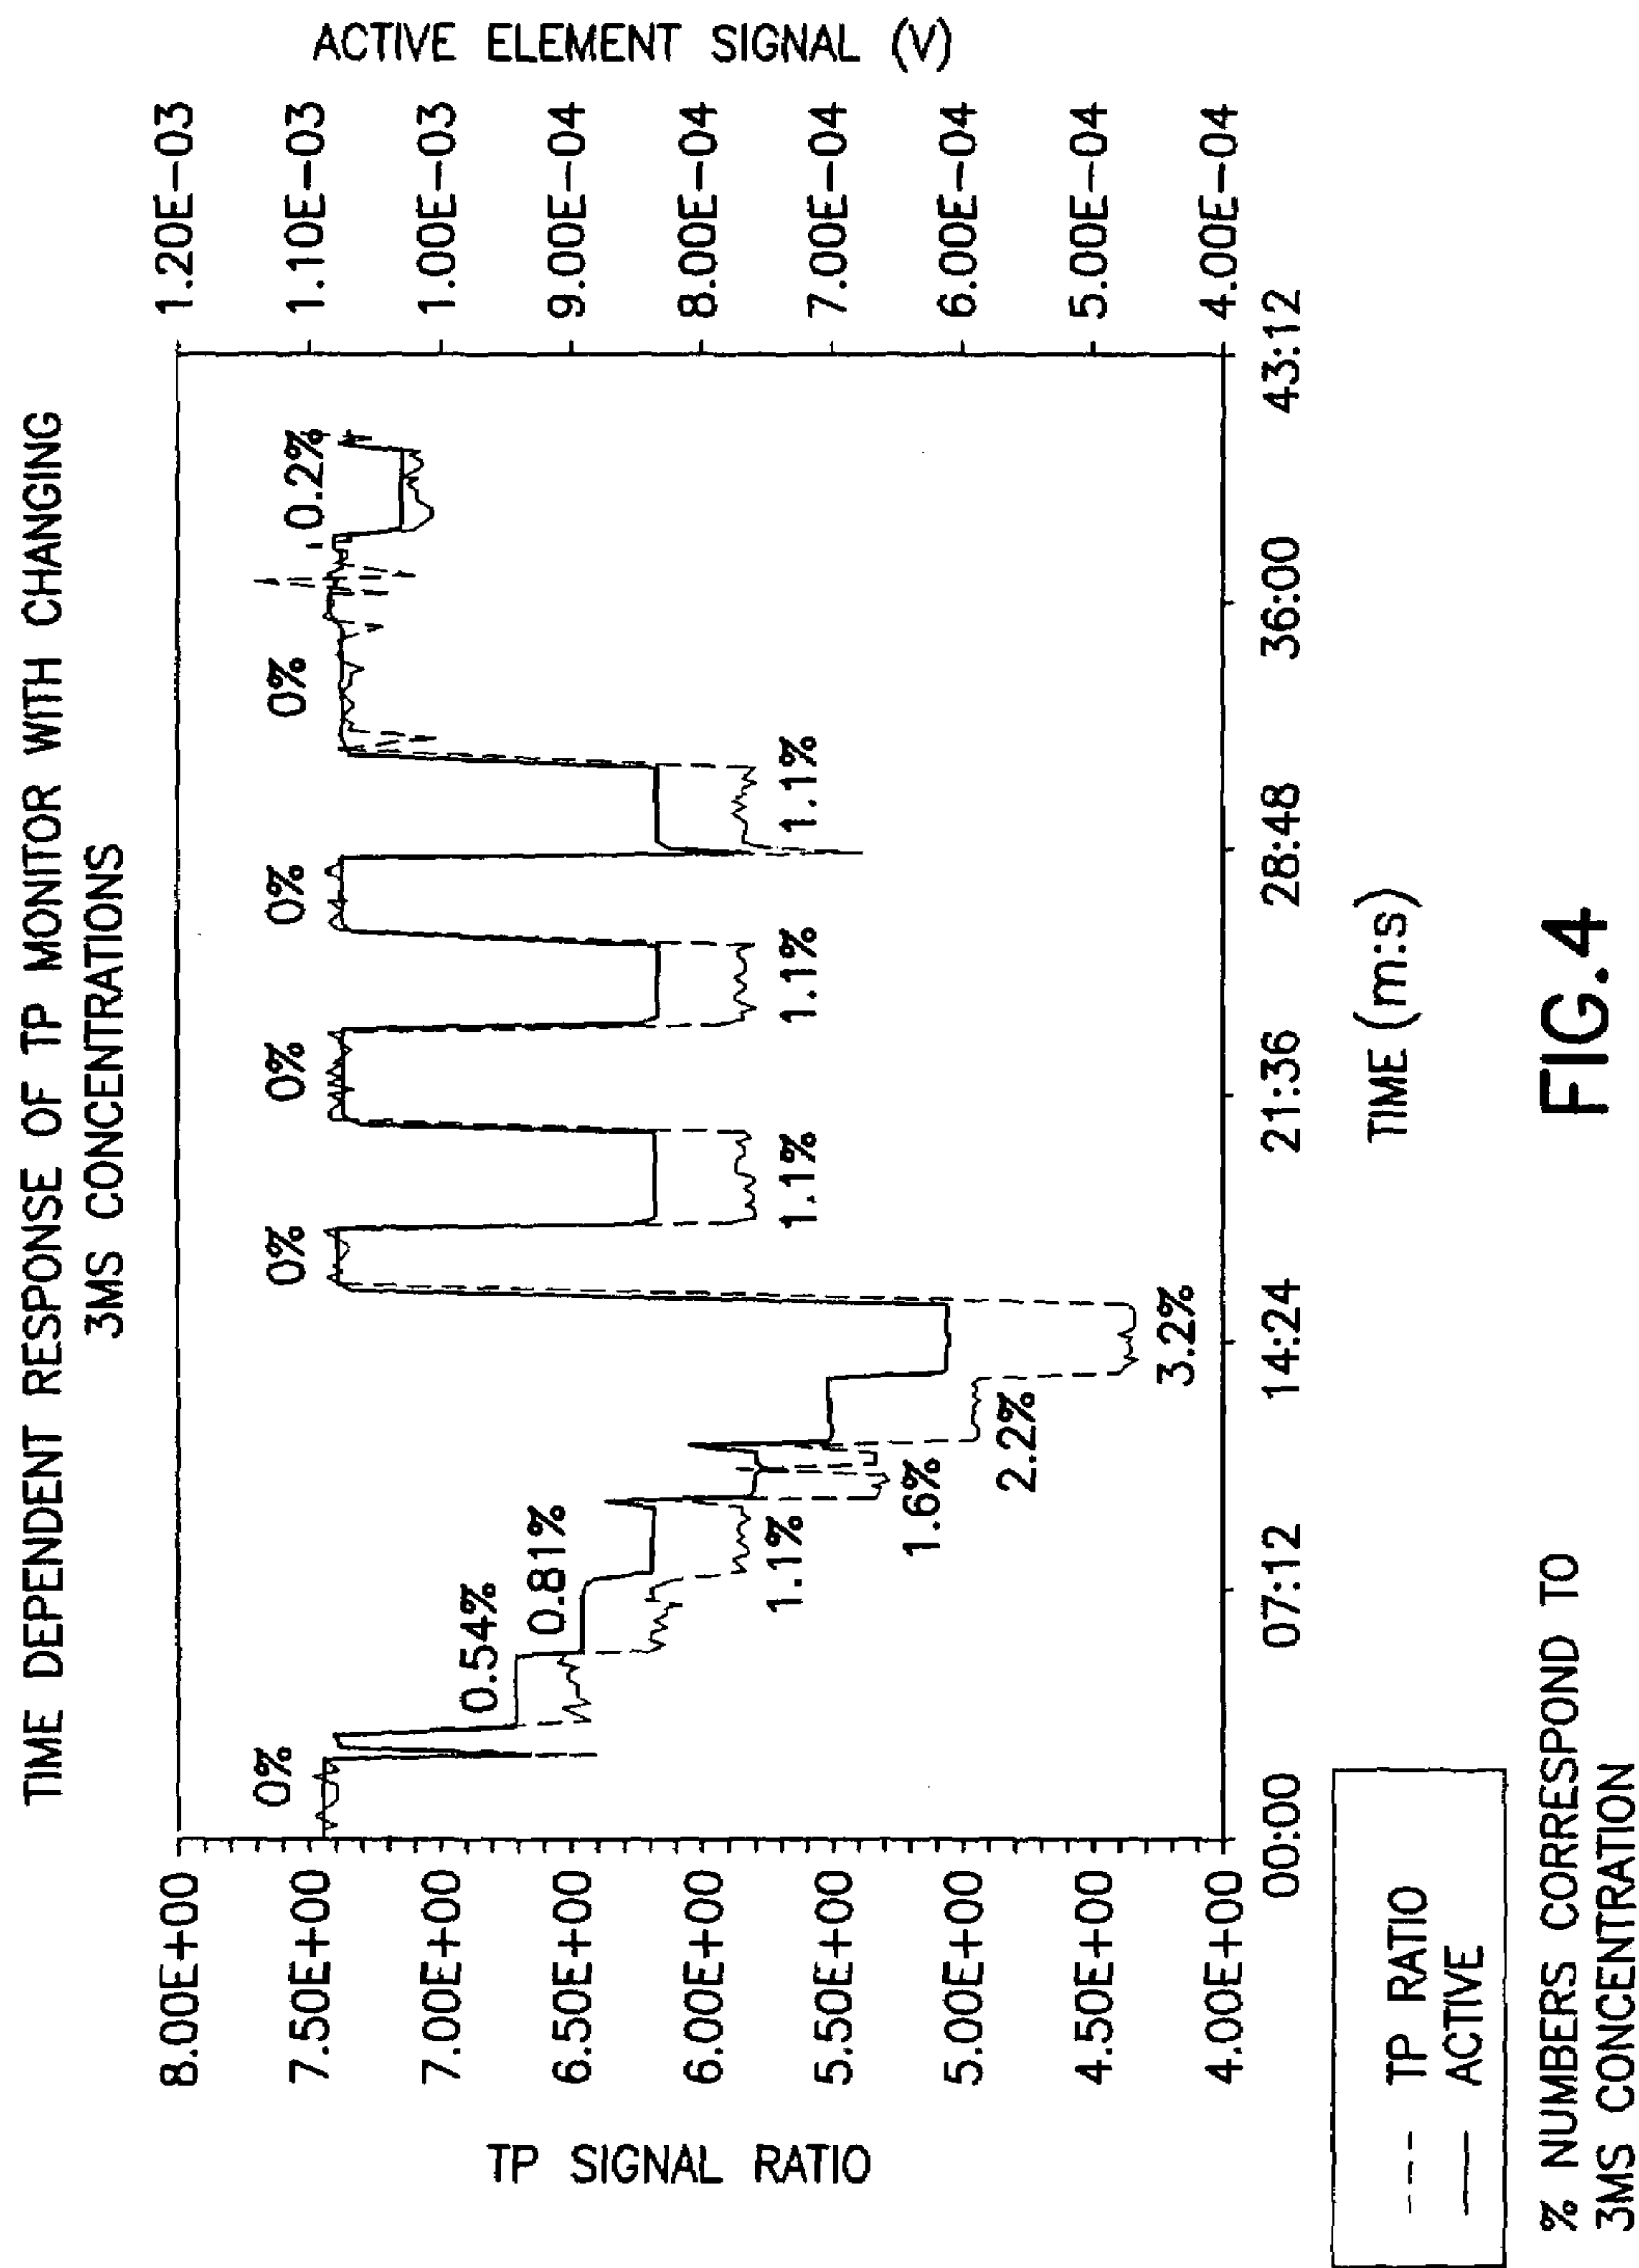 TIME DEPENDENT RESPONSE OF TP MONITOR WITH CHANGING
3MS CONCENTRATIONS
TP SIGNAL RATIO
8.00E+00
7.50E+00
7.00E+00
6.50E+00
6.00E+00
5.50E+00
5.00E+00
4.50E+00
4.00E+00
0%
0.54%
0.81%
1.1%
1.6%
2.2%
3.2%
0%
1.1%
0%
1.1%
0%
1.1%
0%
0.2%
ACTIVE ELEMENT SIGNAL (V)
1.20E-03
1.10E-03
1.00E-03
9.00E-04
8.00E-04
7.00E-04
6.00E-04
5.00E-04
4.00E-04
00:00
07:12
14:24
21:36
28:48
36:00
43:12
TIME (m:s)
TP RATIO
ACTIVE
% NUMBERS CORRESPOND TO
3MS CONCENTRATION
FIG.4